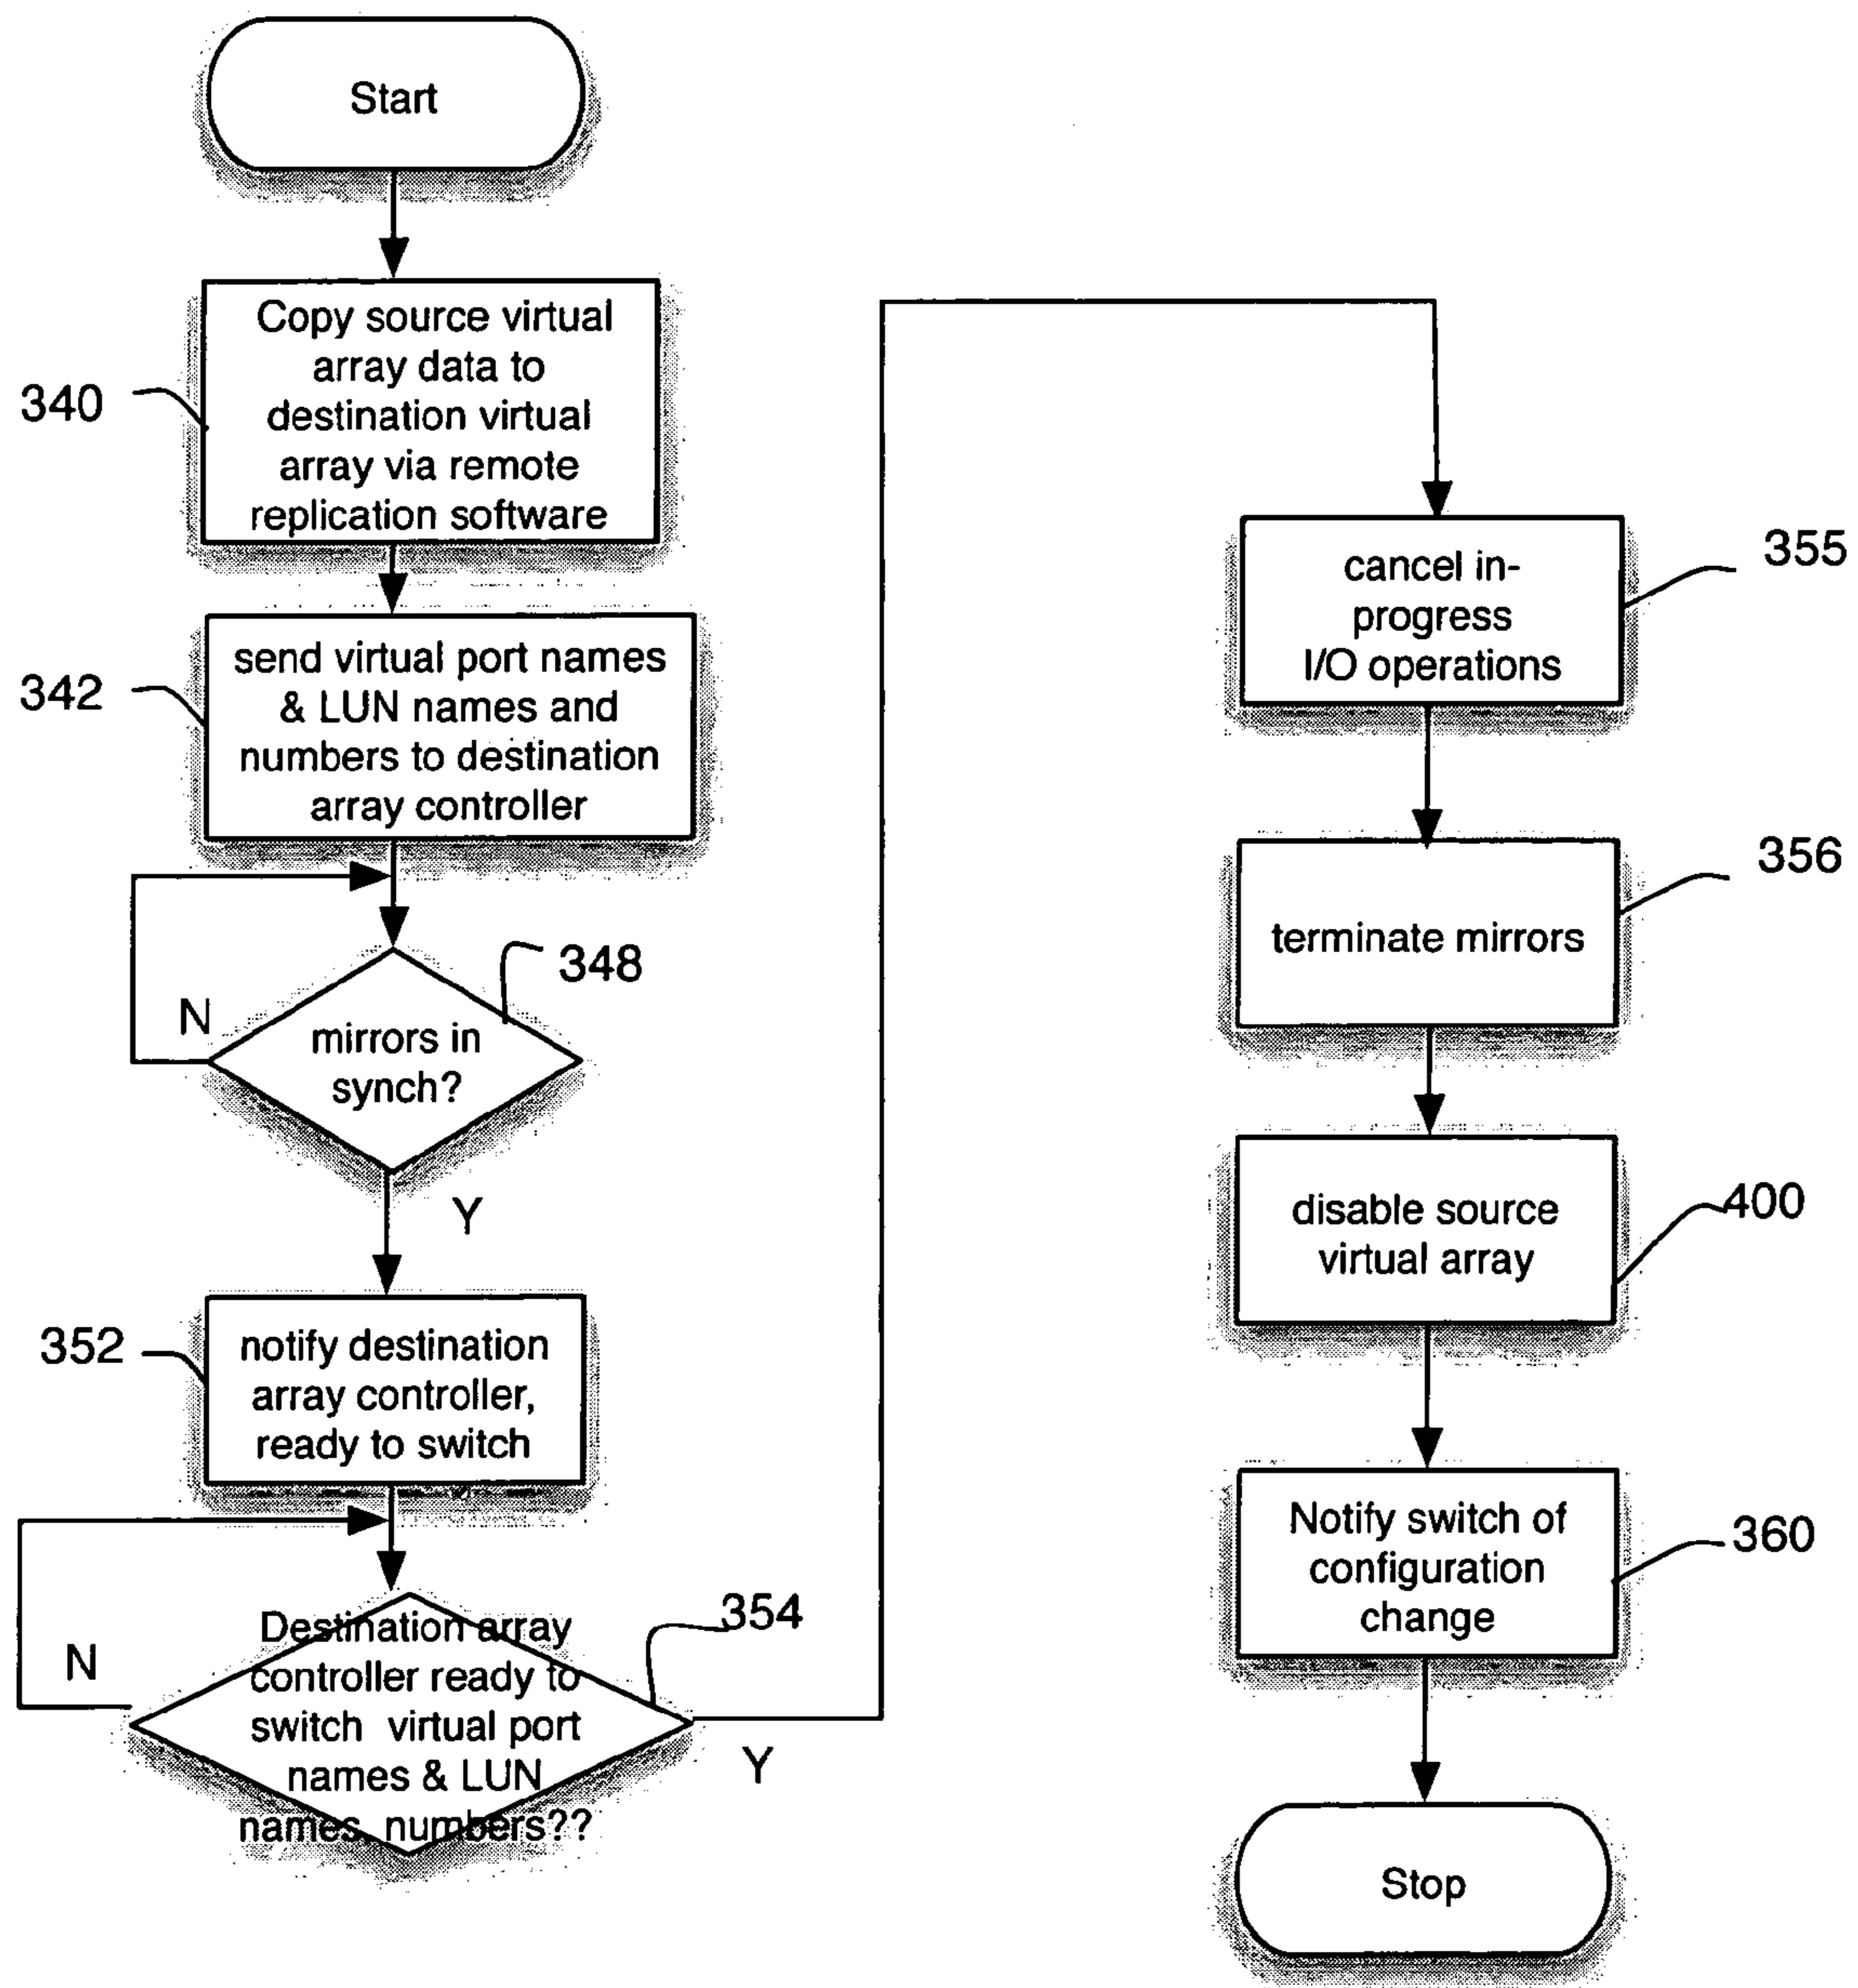 Start
340
Copy source virtual
array data to
destination virtual
array via remote
replication software
342
send virtual port names
& LUN names and
numbers to destination
array controller
348
N
mirrors in
synch?
Y
352
notify destination
array controller,
ready to switch
354
N
Destination array
controller ready to
switch virtual port
names & LUN
names, numbers??
Y
355
cancel in-
progress
I/O operations
356
terminate mirrors
400
disable source
virtual array
360
Notify switch of
configuration
change
Stop